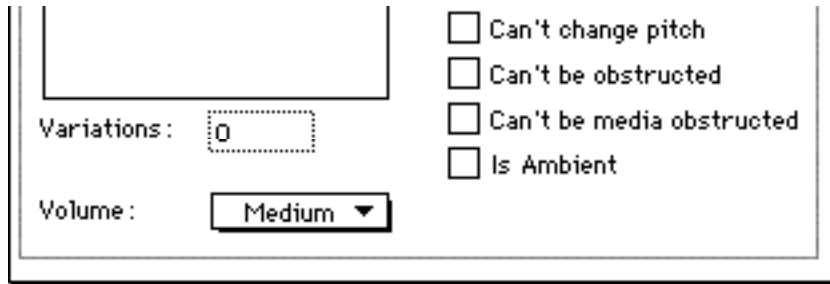 Can't change pitch
Can't be obstructed
Can't be media obstructed
Is Ambient
Variations: 0
Volume: Medium